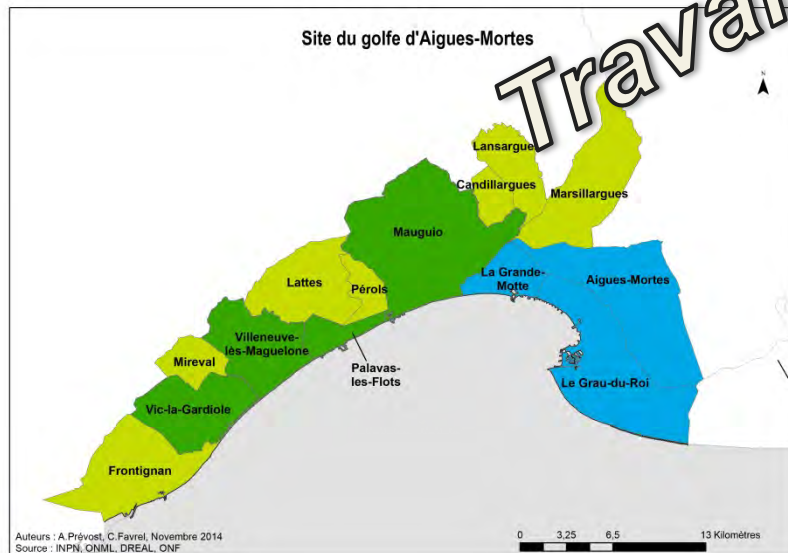 Site du golfe d'Aigues-Mortes
N
Lansargue
Candillargues
Marsillargues
Mauguio
La Grande-
Motte
Aigues-Mortes
Lattes
Pérols
Villeneuve-
lès-Maguelone
Palavas-
les-Flots
Mireval
Le Grau-du-Roi
Vic-la-Gardiole
Frontignan
Auteurs : A.Prévost, C.Favrel, Novembre 2014
Source : INPN, ONML, DREAL, ONF
0 3,25 6,5 13 Kilomètres